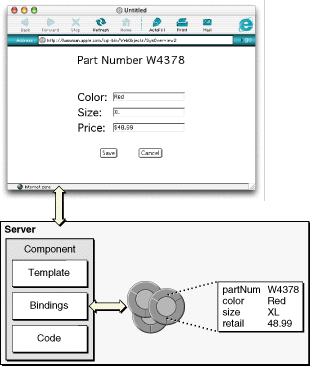 Untitled
Back Forward Stop Refresh Home AutoFill Print Mail
Address
Part Number W4378
Color: Red
Size: XL
Price: $48.99
Save Cancel
Internet zone
Server
Component
Template
Bindings
Code
partNum W4378
color Red
size XL
retail 48.99